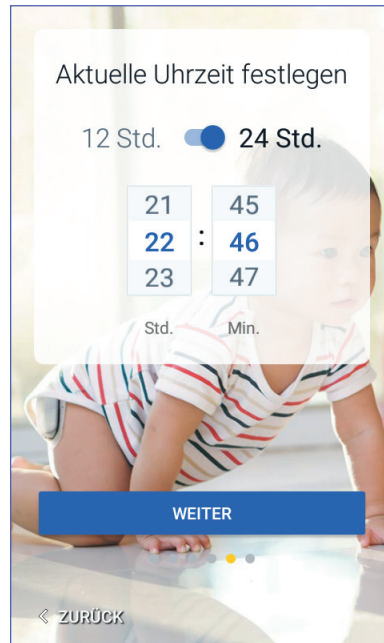 Aktuelle Uhrzeit festlegen
12 Std. 24 Std.
21 45
22 : 46
23 47
Std. Min.
WEITER
ZURÜCK